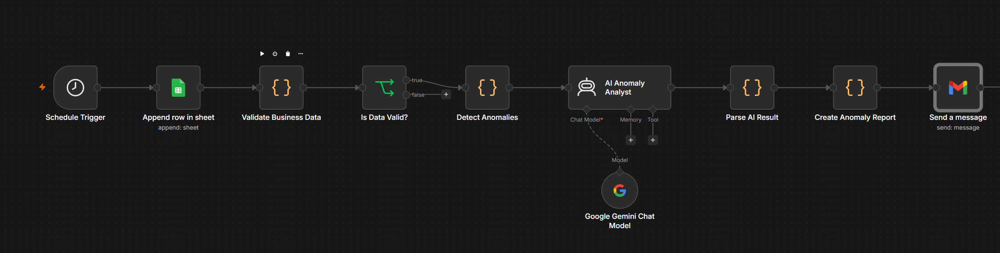 true
false
AI Anomaly
Analyst
Schedule Trigger
Append row in sheet
append: sheet
Validate Business Data
Is Data Valid?
Detect Anomalies
Chat Model*
Memory
Tool
Parse AI Result
Create Anomaly Report
Send a message
send: message
Model
Google Gemini Chat
Model